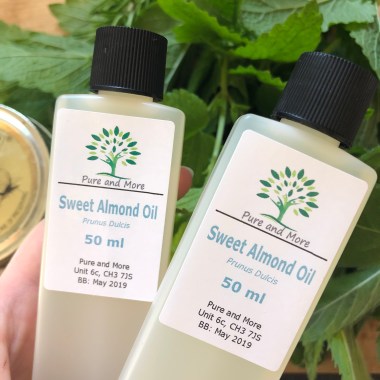 Pure and More
Sweet Almond Oil
Prunus Dulcis
50 ml
Pure and More
Unit 6c, CH3 7JS
BB: May 2019
Pure and More
Sweet Almond Oil
Prunus Dulcis
50 ml
Pure and More
Unit 6c, CH3 7JS
BB: May 2019